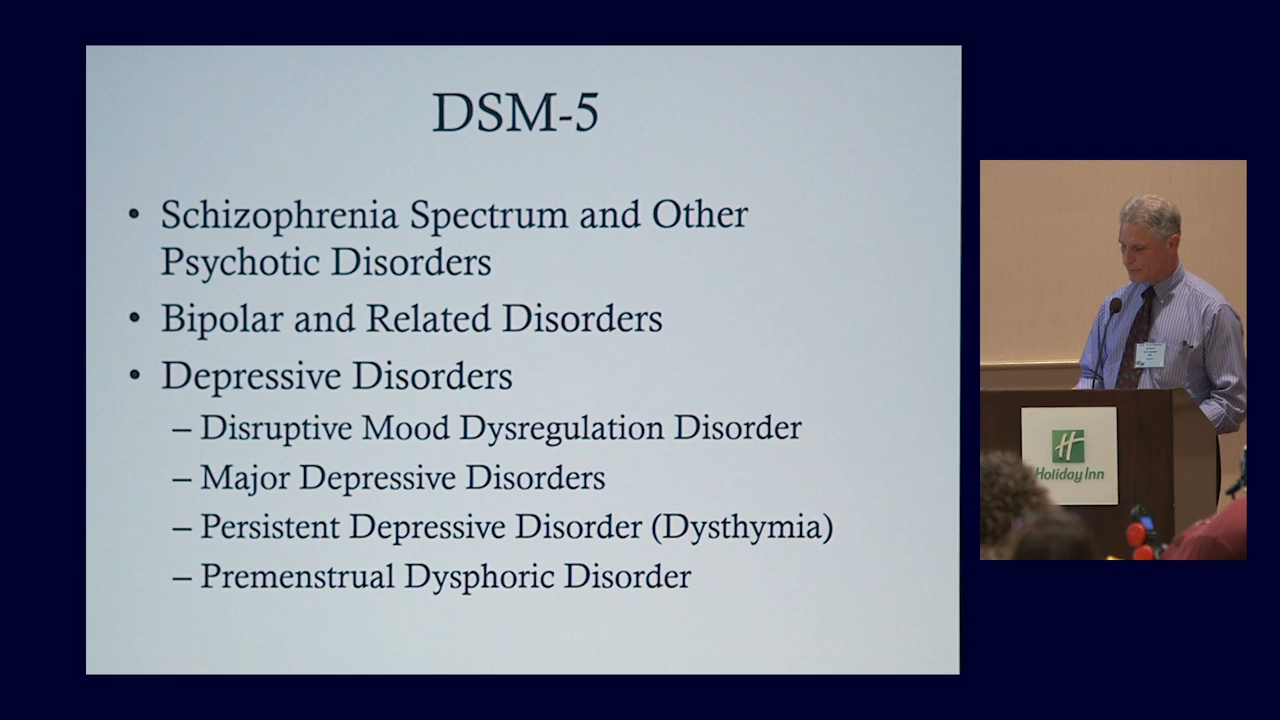 DSM-5
• Schizophrenia Spectrum and Other
Psychotic Disorders
• Bipolar and Related Disorders
• Depressive Disorders
– Disruptive Mood Dysregulation Disorder
– Major Depressive Disorders
– Persistent Depressive Disorder (Dysthymia)
– Premenstrual Dysphoric Disorder
H
Holiday Inn